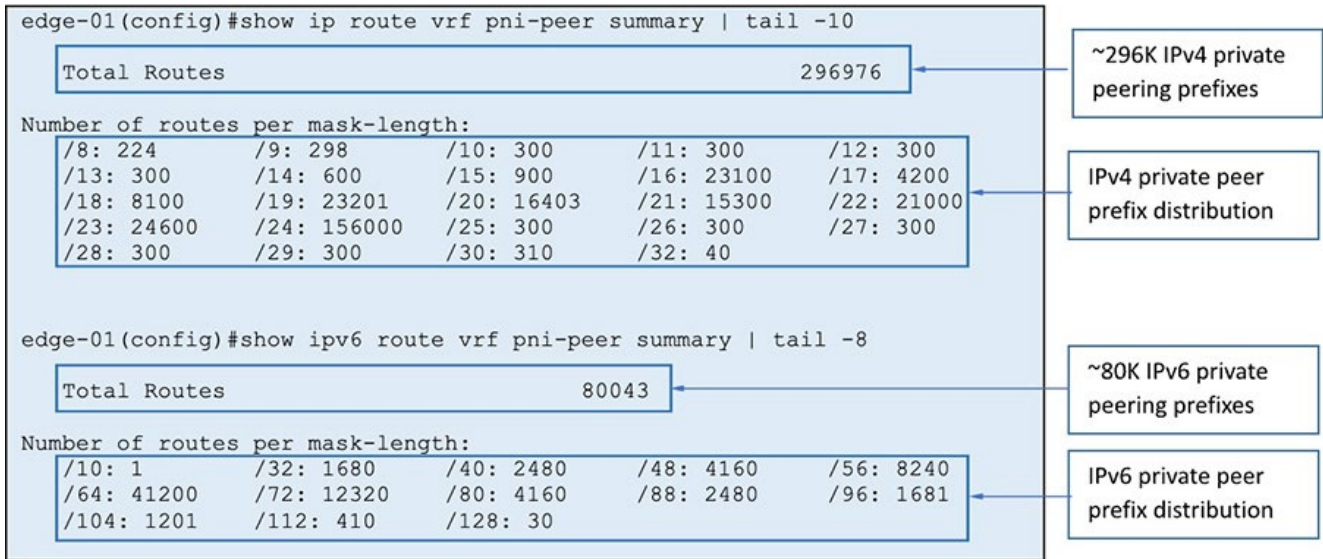 edge-01(config)#show ip route vrf pni-peer summary | tail -10
Total Routes 296976
~296K IPv4 private
peering prefixes
Number of routes per mask-length:
/8: 224 /9: 298 /10: 300 /11: 300 /12: 300
/13: 300 /14: 600 /15: 900 /16: 23100 /17: 4200
/18: 8100 /19: 23201 /20: 16403 /21: 15300 /22: 21000
/23: 24600 /24: 156000 /25: 300 /26: 300 /27: 300
/28: 300 /29: 300 /30: 310 /32: 40
IPv4 private peer
prefix distribution
edge-01(config)#show ipv6 route vrf pni-peer summary | tail -8
Total Routes 80043
~80K IPv6 private
peering prefixes
Number of routes per mask-length:
/10: 1 /32: 1680 /40: 2480 /48: 4160 /56: 8240
/64: 41200 /72: 12320 /80: 4160 /88: 2480 /96: 1681
/104: 1201 /112: 410 /128: 30
IPv6 private peer
prefix distribution